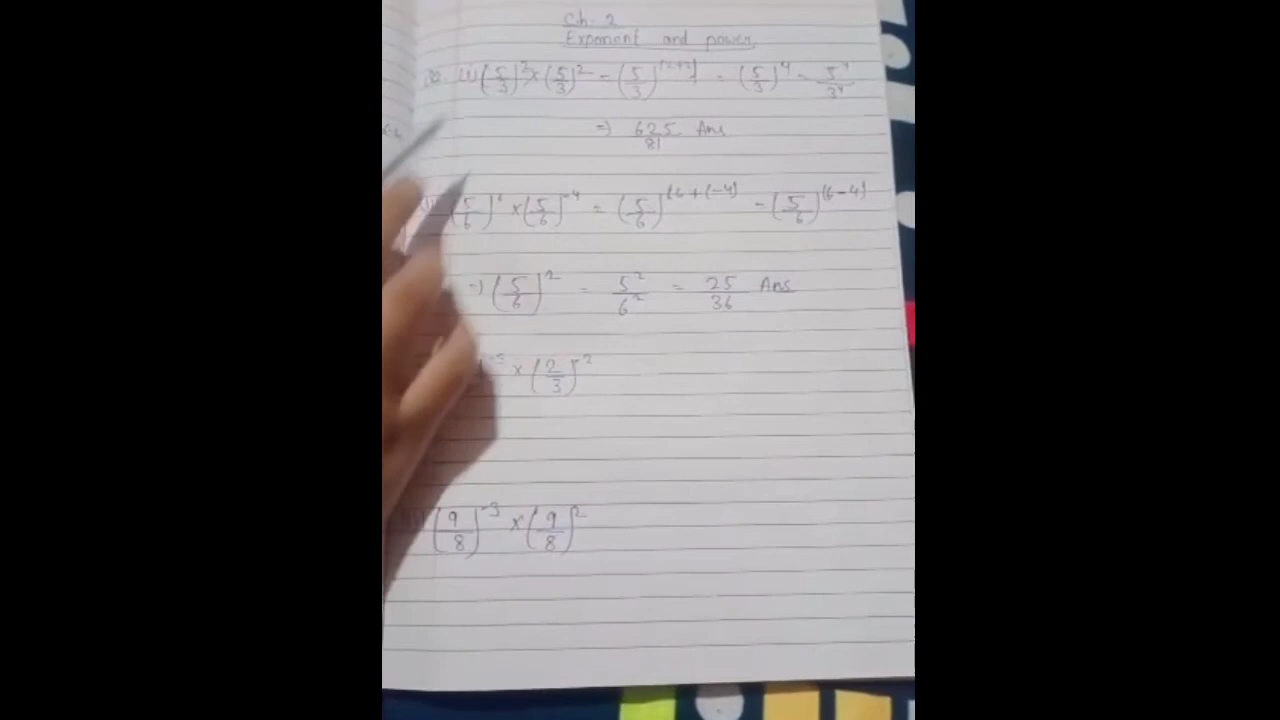 Ch-2
Exponent and power
(5/3)² × (5/3)² = (5/3)^(2+2) = (5/3)⁴ = 5⁴/3⁴
⇒ 625/81 Ans
(5/6)⁶ × (5/6)⁻⁴ = (5/6)^(6+(-4)) = (5/6)^(6-4)
⇒ (5/6)² = 5²/6² = 25/36 Ans
× (2/3)⁻²
(9/8)⁻³ × (9/8)²